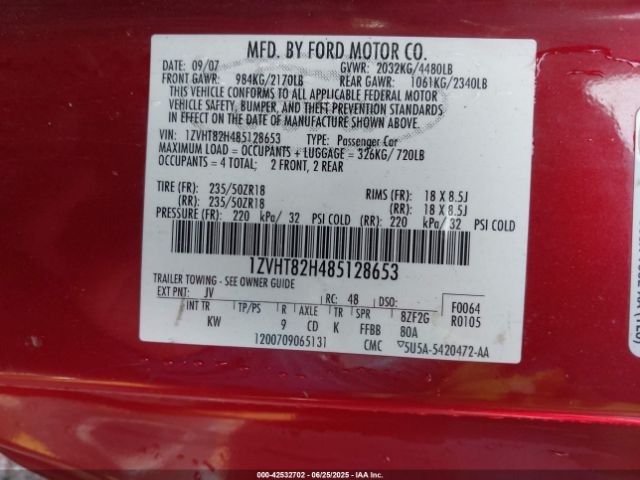 MFD. BY FORD MOTOR CO.
DATE: 09/07 GVWR: 2032KG/4480LB
FRONT GAWR: 984KG/2170LB REAR GAWR: 1061KG/2340LB
THIS VEHICLE CONFORMS TO ALL APPLICABLE FEDERAL MOTOR
VEHICLE SAFETY, BUMPER, AND THEFT PREVENTION STANDARDS
IN EFFECT ON THE DATE OF MANUFACTURE SHOWN ABOVE.
VIN: 1ZVHT82H485128653 TYPE: Passenger Car
MAXIMUM LOAD = OCCUPANTS + LUGGAGE = 326KG/720LB
OCCUPANTS = 4 TOTAL; 2 FRONT, 2 REAR
TIRE (FR): 235/50ZR18 RIMS (FR): 18 X 8.5J
(RR): 235/50ZR18 (RR): 18 X 8.5J
PRESSURE (FR): 220 kPa/ 32 PSI COLD (RR): 220 kPa/ 32 PSI COLD
1ZVHT82H485128653
TRAILER TOWING - SEE OWNER GUIDE
EXT PNT: JV RC: 48 DSO: F0064
INT TR TP/PS R AXLE TR SPR 8ZF2G R0105
KW 9 CD K FFBB 80A
1200709065131 CMC 5U5A-5420472-AA
000-42532702 - 06/25/2025 - IAAI.COM